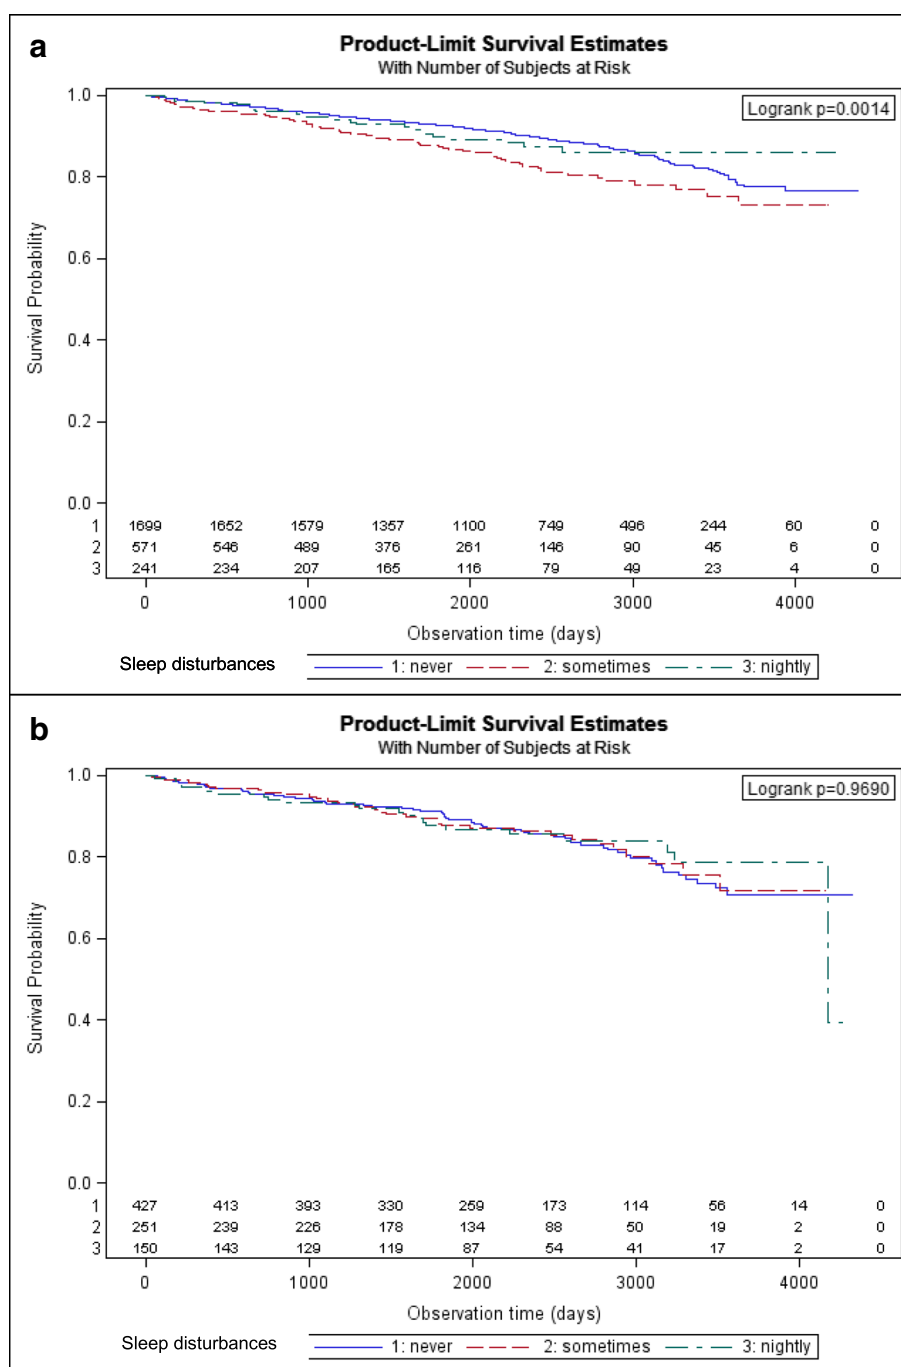 a
Product-Limit Survival Estimates
With Number of Subjects at Risk
Logrank p=0.0014
1.0
0.8
0.6
0.4
0.2
0.0
Survival Probability
1 1699 1652 1579 1357 1100 749 496 244 60 0
2 571 546 489 376 261 146 90 45 6 0
3 241 234 207 165 116 79 49 23 4 0
0 1000 2000 3000 4000
Observation time (days)
Sleep disturbances 1: never 2: sometimes 3: nightly
b
Product-Limit Survival Estimates
With Number of Subjects at Risk
Logrank p=0.9690
1.0
0.8
0.6
0.4
0.2
0.0
Survival Probability
1 427 413 393 330 259 173 114 56 14 0
2 251 239 226 178 134 88 50 19 2 0
3 150 143 129 119 87 54 41 17 2 0
0 1000 2000 3000 4000
Observation time (days)
Sleep disturbances 1: never 2: sometimes 3: nightly